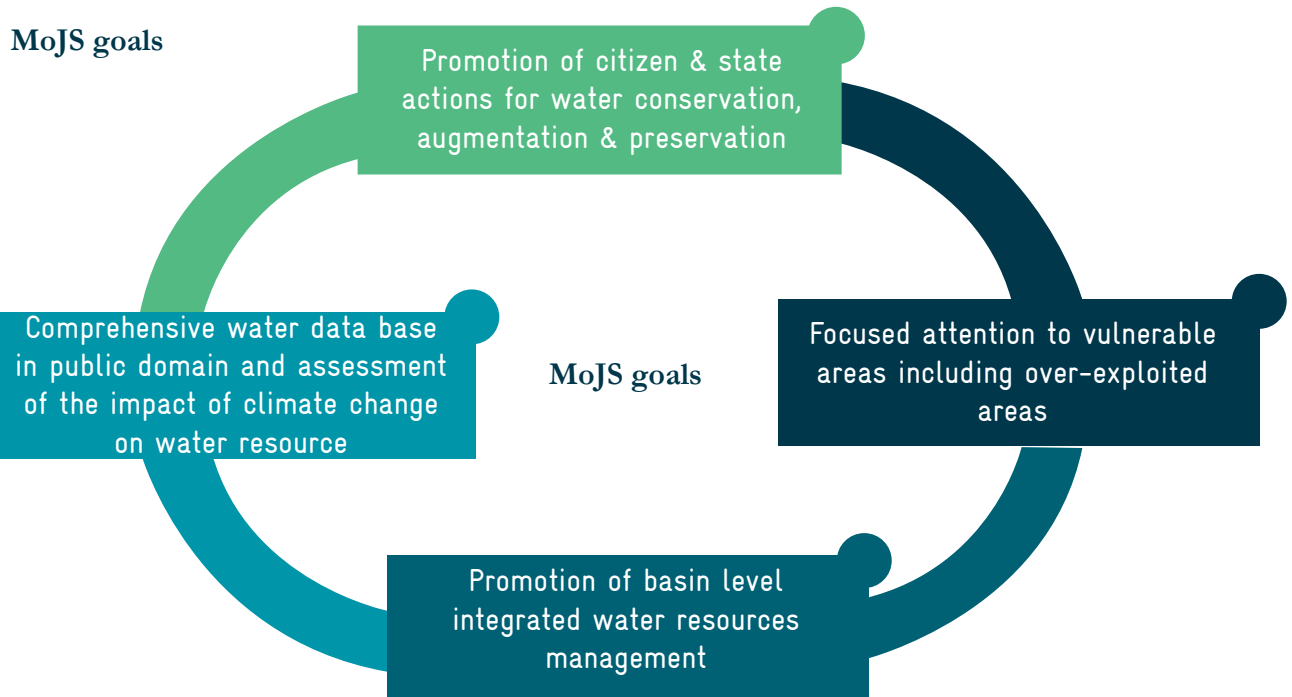 MoJS goals
Promotion of citizen & state
actions for water conservation,
augmentation & preservation
Comprehensive water data base
in public domain and assessment
of the impact of climate change
on water resource
MoJS goals
Focused attention to vulnerable
areas including over-exploited
areas
Promotion of basin level
integrated water resources
management